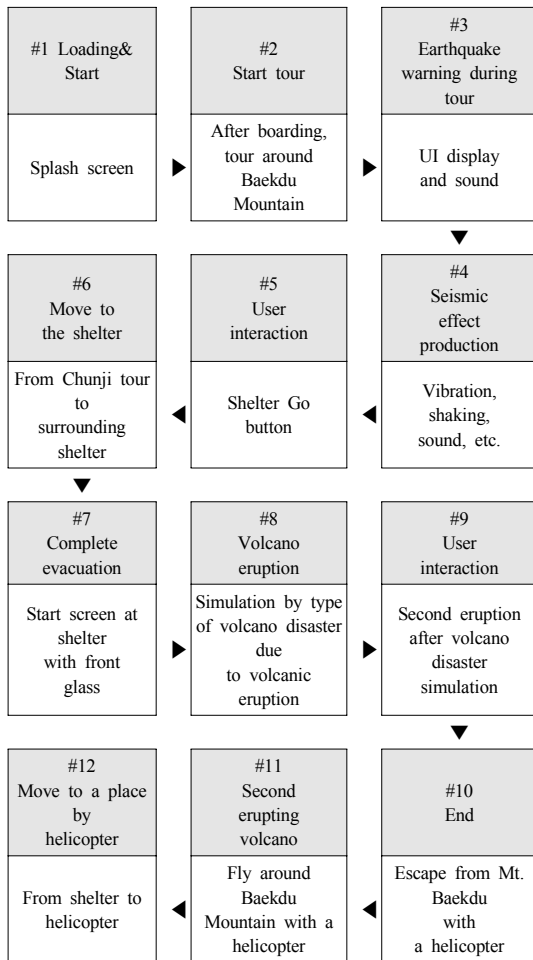 #1 Loading&
Start
Splash screen
#2
Start tour
After boarding,
tour around
Baekdu
Mountain
#3
Earthquake
warning during
tour
UI display
and sound
#4
Seismic
effect
production
Vibration,
shaking,
sound, etc.
#5
User
interaction
Shelter Go
button
#6
Move to
the shelter
From Chunji tour
to
surrounding
shelter
#7
Complete
evacuation
Start screen at
shelter
with front
glass
#8
Volcano
eruption
Simulation by type
of volcano disaster
due
to volcanic
eruption
#9
User
interaction
Second eruption
after volcano
disaster
simulation
#10
End
Escape from Mt.
Baekdu
with
a helicopter
#11
Second
erupting
volcano
Fly around
Baekdu
Mountain with a
helicopter
#12
Move to a place
by
helicopter
From shelter to
helicopter